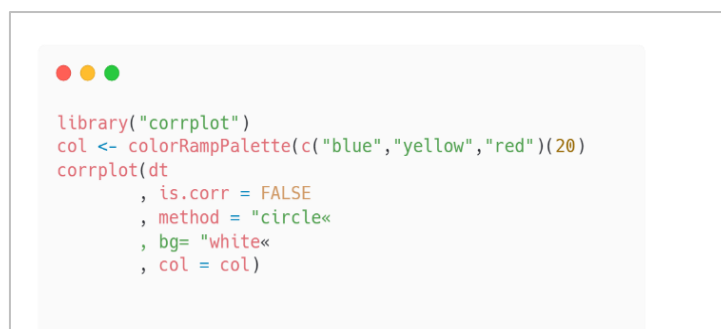 library("corrplot")
col <- colorRampPalette(c("blue","yellow","red")(20)
corrplot(dt
, is.corr = FALSE
, method = "circle«
, bg= "white«
, col = col)